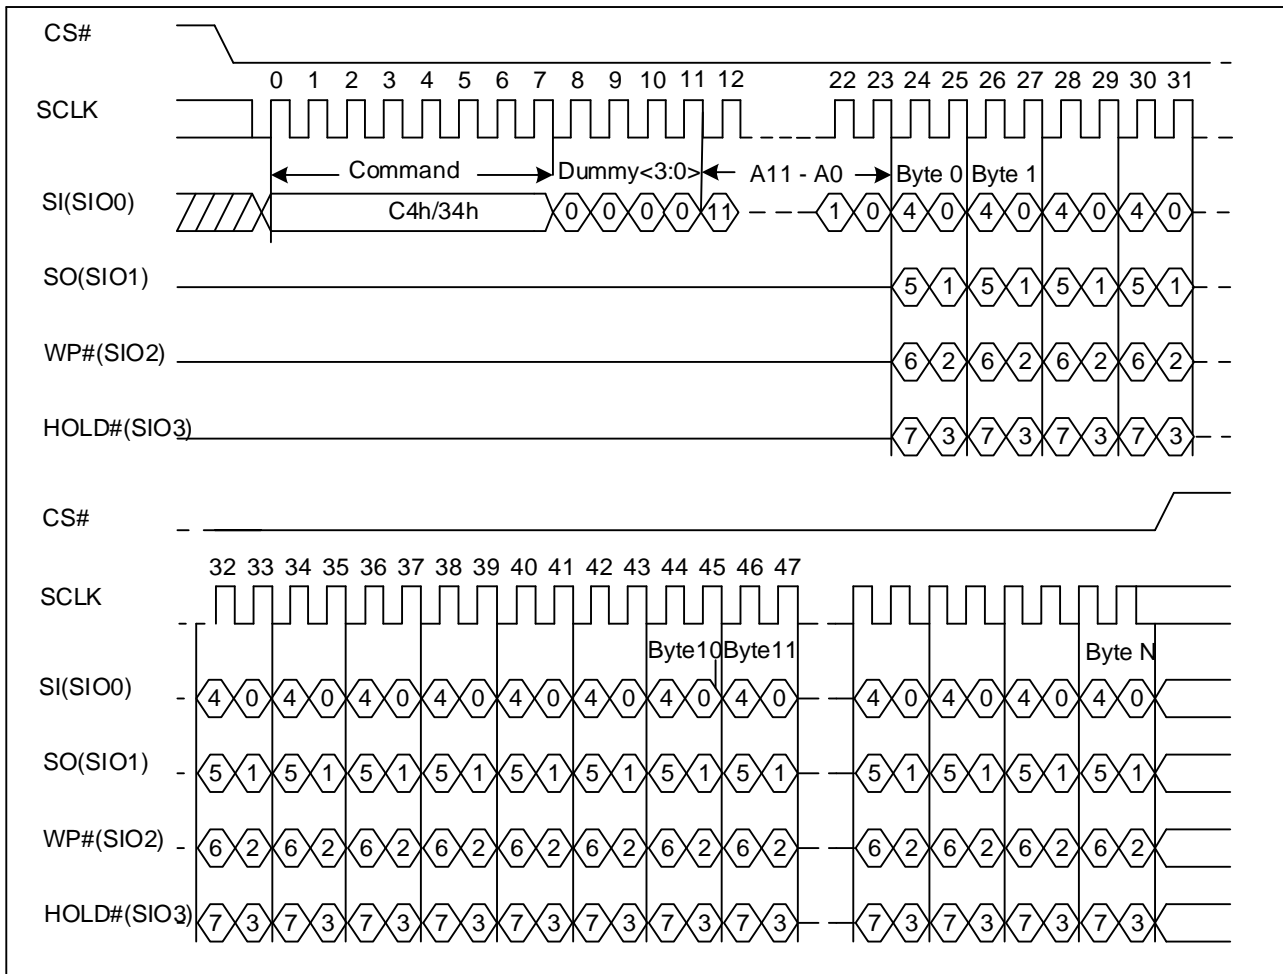 CS#
0 1 2 3 4 5 6 7 8 9 10 11 12 22 23 24 25 26 27 28 29 30 31
SCLK
Command Dummy<3:0> A11 - A0 Byte 0 Byte 1
SI(SIO0) C4h/34h 0 0 0 0 11 1 0 4 0 4 0 4 0 4 0
SO(SIO1) 5 1 5 1 5 1 5 1
WP#(SIO2) 6 2 6 2 6 2 6 2
HOLD#(SIO3) 7 3 7 3 7 3 7 3
CS#
32 33 34 35 36 37 38 39 40 41 42 43 44 45 46 47
SCLK
Byte10 Byte11 Byte N
SI(SIO0) 4 0 4 0 4 0 4 0 4 0 4 0 4 0 4 0 4 0 4 0 4 0 4 0
SO(SIO1) 5 1 5 1 5 1 5 1 5 1 5 1 5 1 5 1 5 1 5 1 5 1 5 1
WP#(SIO2) 6 2 6 2 6 2 6 2 6 2 6 2 6 2 6 2 6 2 6 2 6 2 6 2
HOLD#(SIO3) 7 3 7 3 7 3 7 3 7 3 7 3 7 3 7 3 7 3 7 3 7 3 7 3